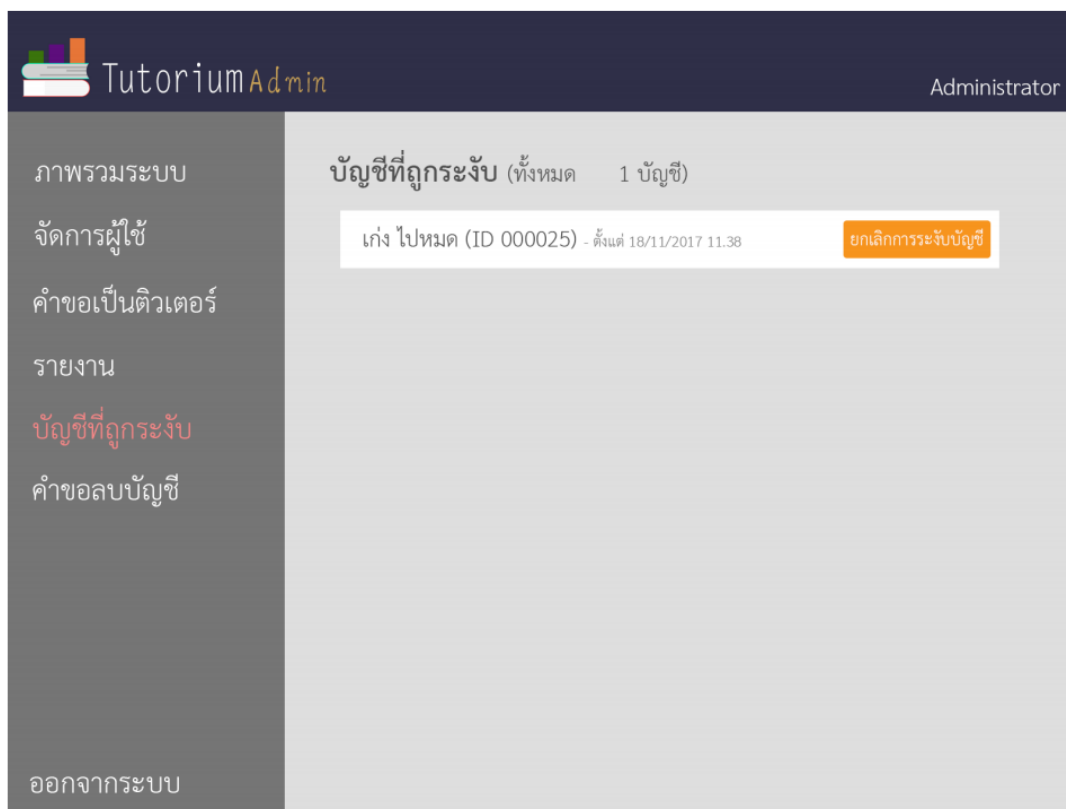 TutoriumAdmin
Administrator
ภาพรวมระบบ
จัดการผู้ใช้
คำขอเป็นติวเตอร์
รายงาน
บัญชีที่ถูกระงับ
คำขอลบบัญชี
ออกจากระบบ
บัญชีที่ถูกระงับ (ทั้งหมด 1 บัญชี)
เก่ง ไปหมด (ID 000025) - ตั้งแต่ 18/11/2017 11.38
ยกเลิกการระงับบัญชี